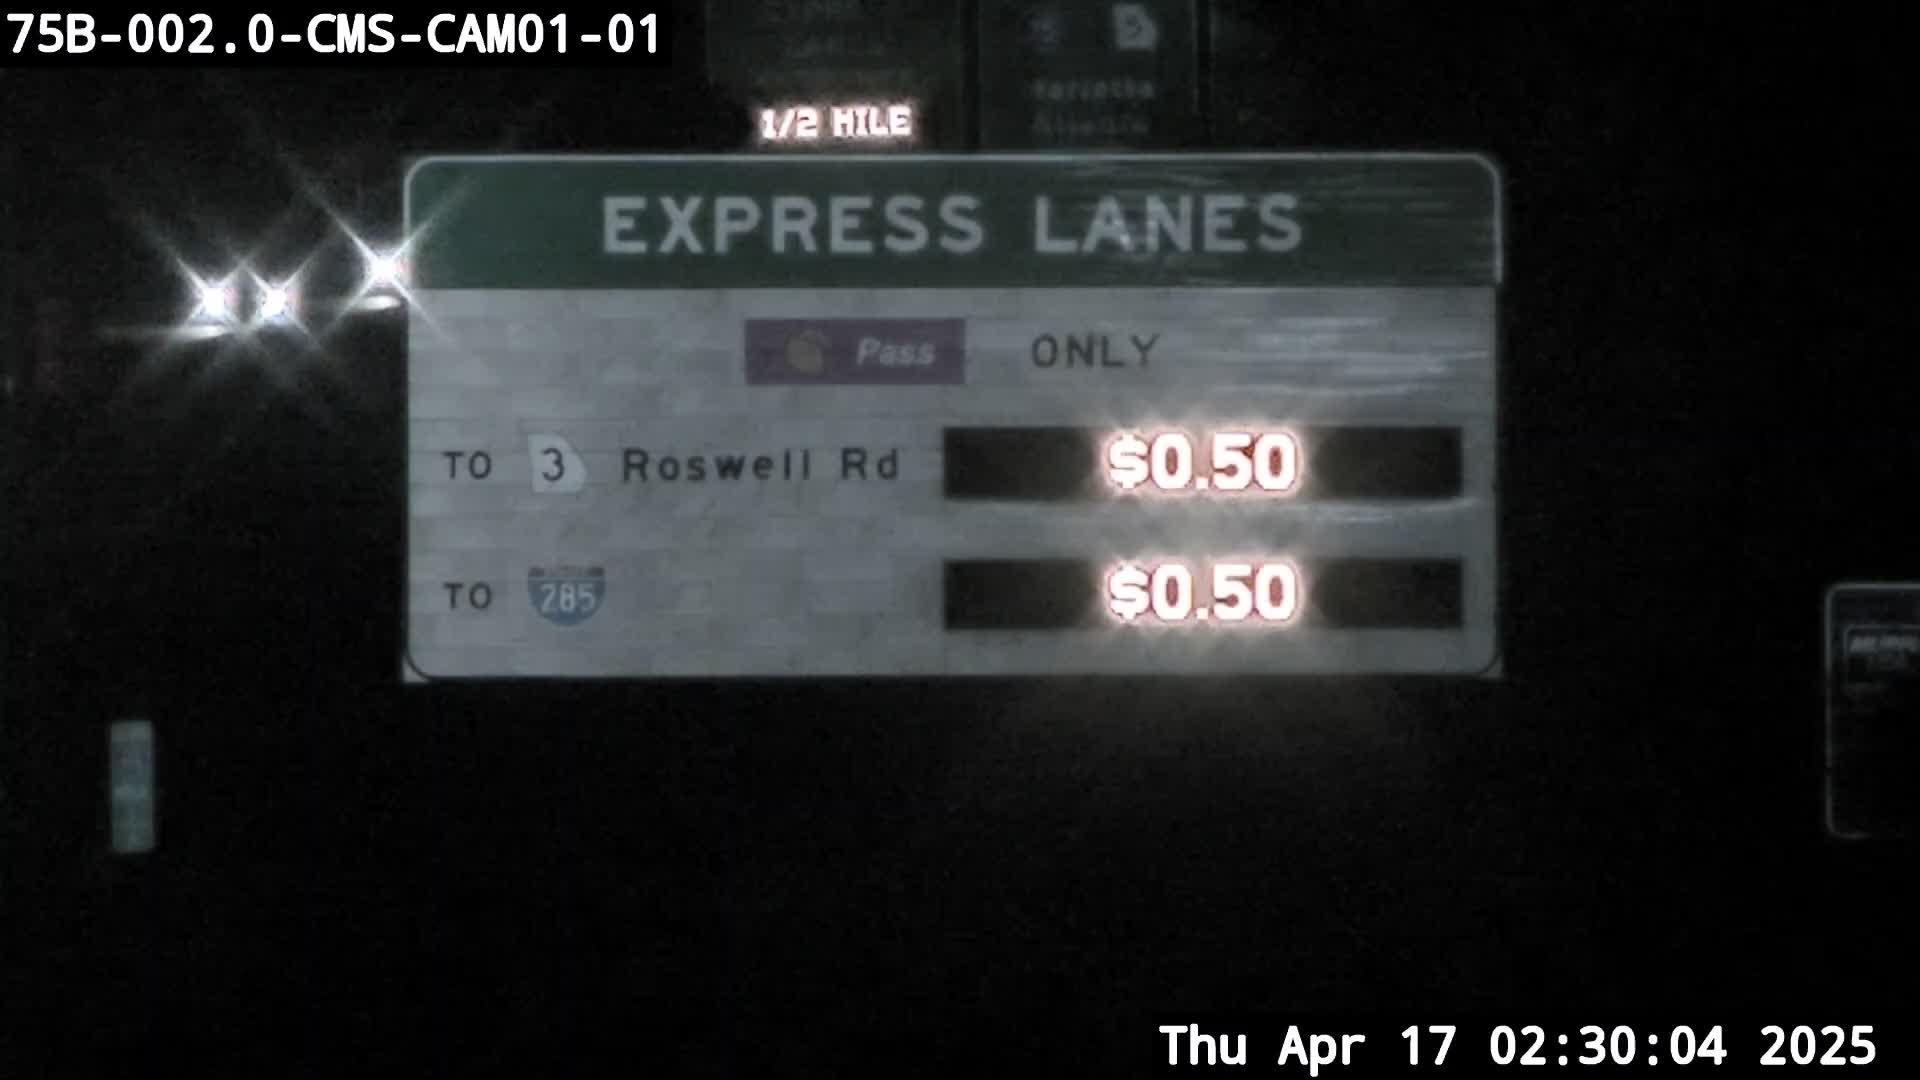 75B-002.0-CMS-CAM01-01
1/2 MILE
EXPRESS LANES
Pass ONLY
TO 3 Roswell Rd $0.50
TO 285 $0.50
Thu Apr 17 02:30:04 2025